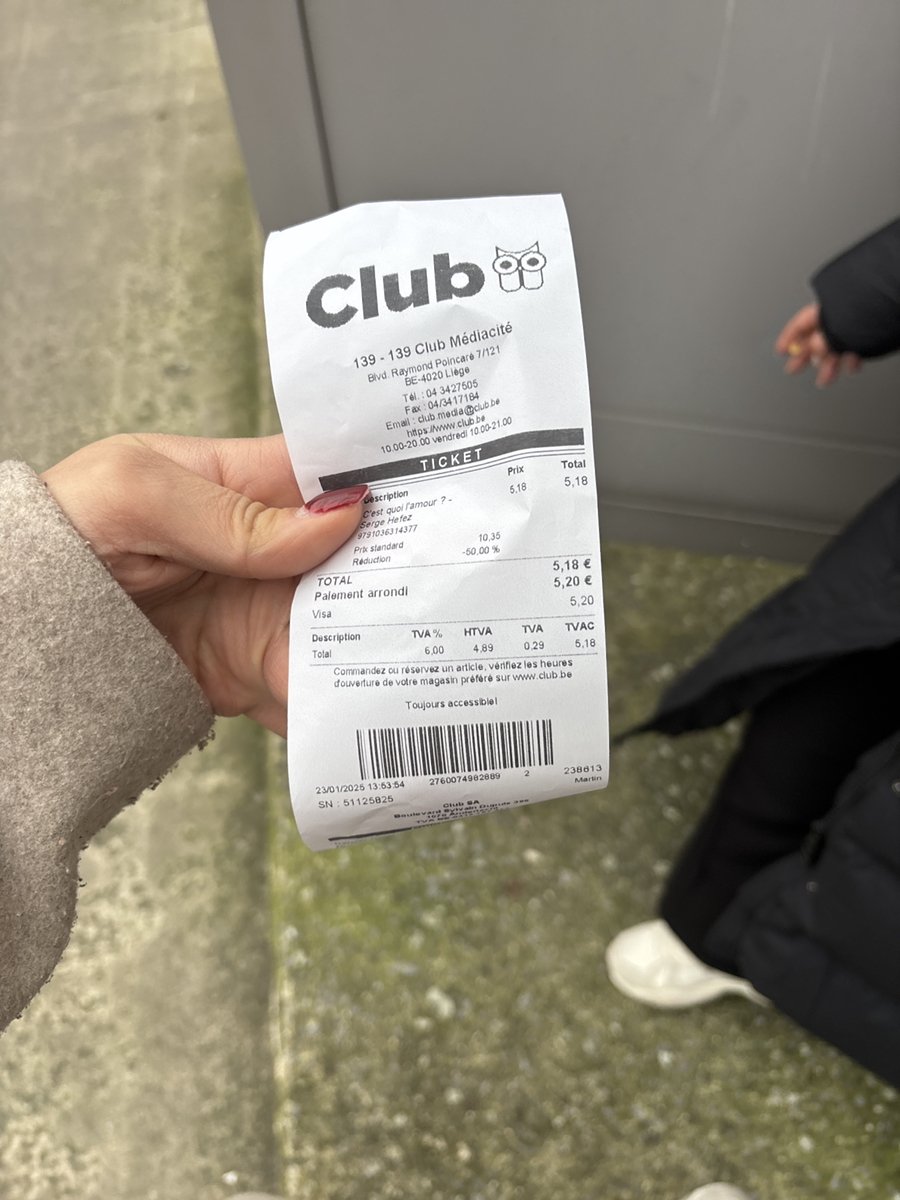 Club
139 - 139 Club Médiacité
Blvd. Raymond Poincaré 7/121
BE-4020 Liège
Tél. : 04 3427505
Fax : 04/3417184
Email : club.media@club.be
https://www.club.be
10.00-20.00 vendredi 10.00-21.00
TICKET
Description Prix Total
C'est quoi l'amour ? - 5,18 5,18
Serge Hefez
9791036314377
Prix standard 10,35
Réduction -50,00 %
TOTAL 5,18 €
Paiement arrondi 5,20 €
Visa 5,20
Description TVA % HTVA TVA TVAC
Total 6,00 4,89 0,29 5,18
Commandez ou réservez un article, vérifiez les heures
d'ouverture de votre magasin préféré sur www.club.be
Toujours accessible!
23/01/2025 13:53:54 2760074982889 2 238613
SN : 51125825 Martin
Club SA
Boulevard Sylvain Dupuis
1070
TVA